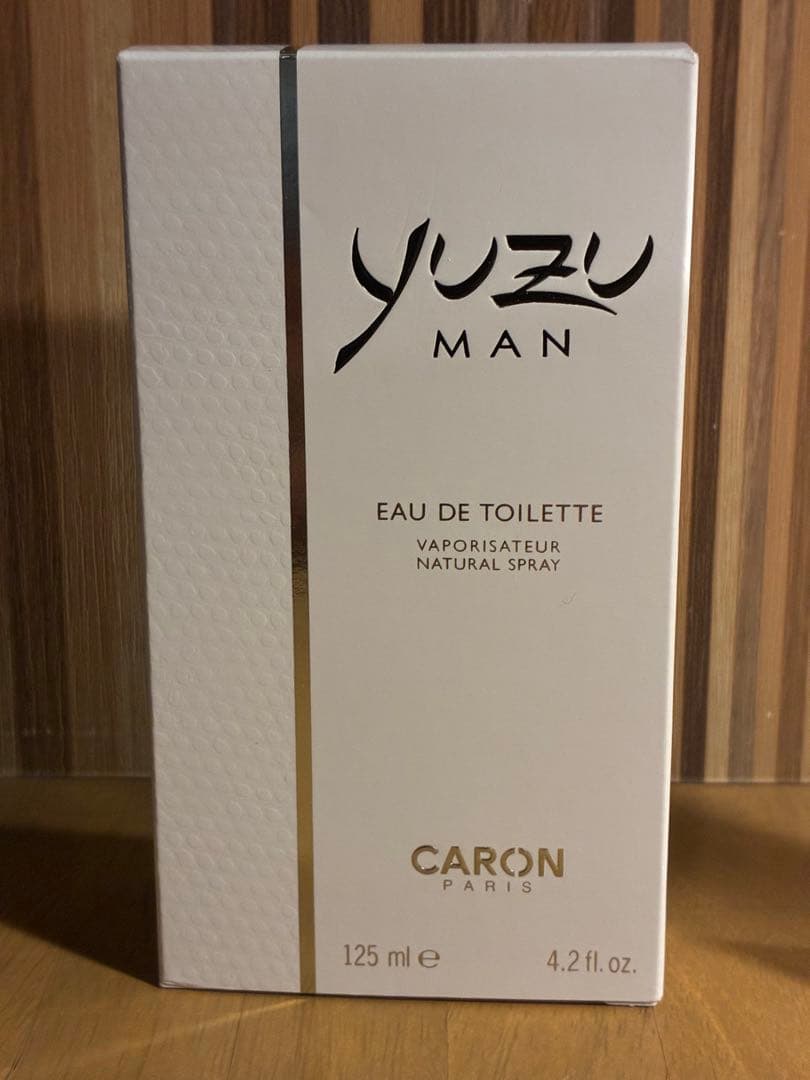 YUZU
MAN
EAU DE TOILETTE
VAPORISATEUR
NATURAL SPRAY
CARON
PARIS
125 ml ℮ 4.2 fl. oz.